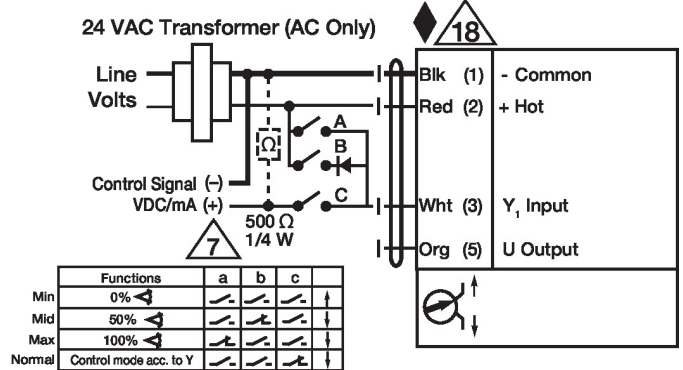 24 VAC Transformer (AC Only)
18
Line
Volts
Blk (1) - Common
Red (2) + Hot
A
B
C
Ω
Control Signal (–)
VDC/mA (+)
500 Ω
1/4 W
7
Wht (3) Y1 Input
Org (5) U Output
Functions a b c
Min 0%
Mid 50%
Max 100%
Normal Control mode acc. to Y